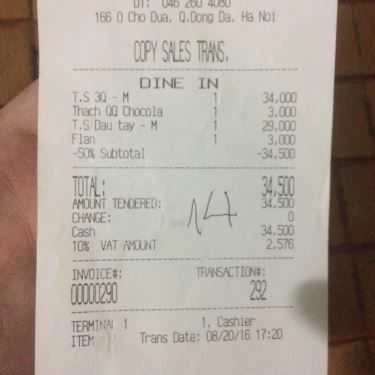 DT: 046 260 4080
166 O Cho Dua, Q.Dong Da, Ha Noi
COPY SALES TRANS.
DINE IN
T.S 3Q - M 1 34,000
Thach QQ Chocola 1 3,000
T.S Dau tay - M 1 29,000
Flan 1 3,000
-50% Subtotal -34,500
TOTAL: 34,500
AMOUNT TENDERED: 34,500
CHANGE: 0
Cash 34,500
10% VAT AMOUNT 2,576
14
INVOICE#: TRANSACTION#:
00000290 292
TERMINAL 1 1. Cashier
ITEM Trans Date: 08/20/16 17:20